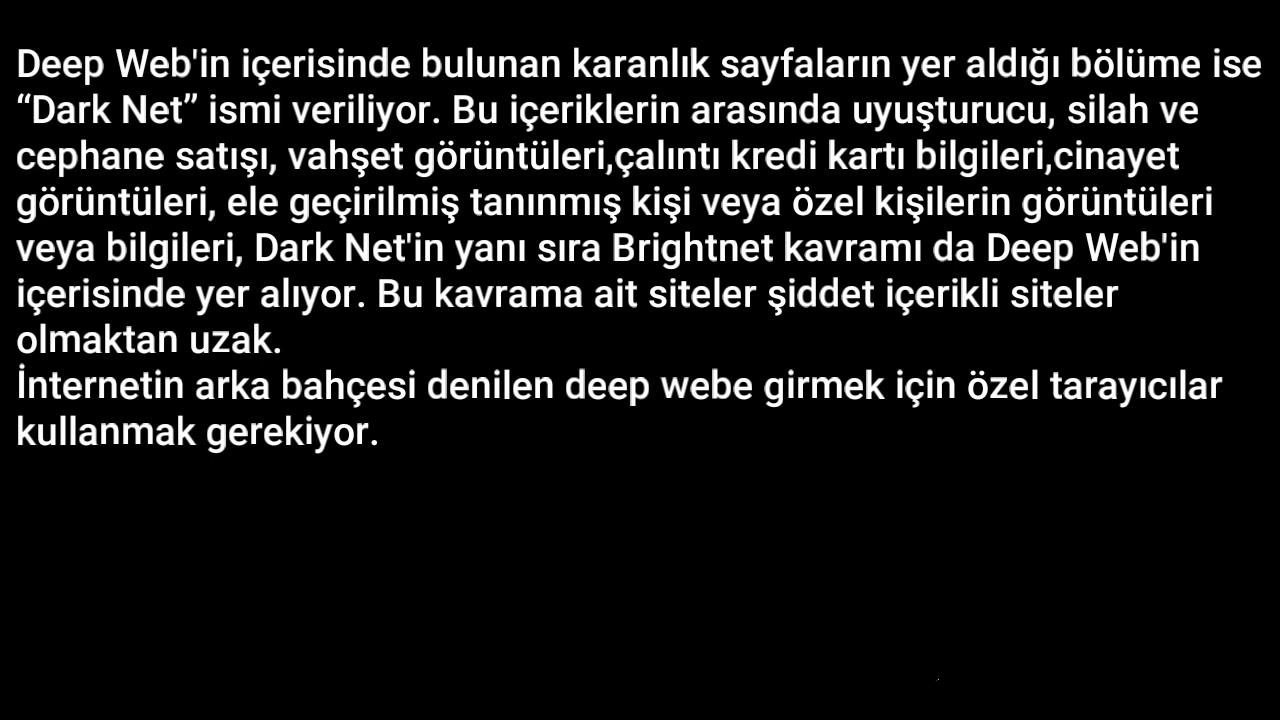 Deep Web'in içerisinde bulunan karanlık sayfaların yer aldığı bölüme ise
“Dark Net” ismi veriliyor. Bu içeriklerin arasında uyuşturucu, silah ve
cephane satışı, vahşet görüntüleri,çalıntı kredi kartı bilgileri,cinayet
görüntüleri, ele geçirilmiş tanınmış kişi veya özel kişilerin görüntüleri
veya bilgileri, Dark Net'in yanı sıra Brightnet kavramı da Deep Web'in
içerisinde yer alıyor. Bu kavrama ait siteler şiddet içerikli siteler
olmaktan uzak.
İnternetin arka bahçesi denilen deep webe girmek için özel tarayıcılar
kullanmak gerekiyor.